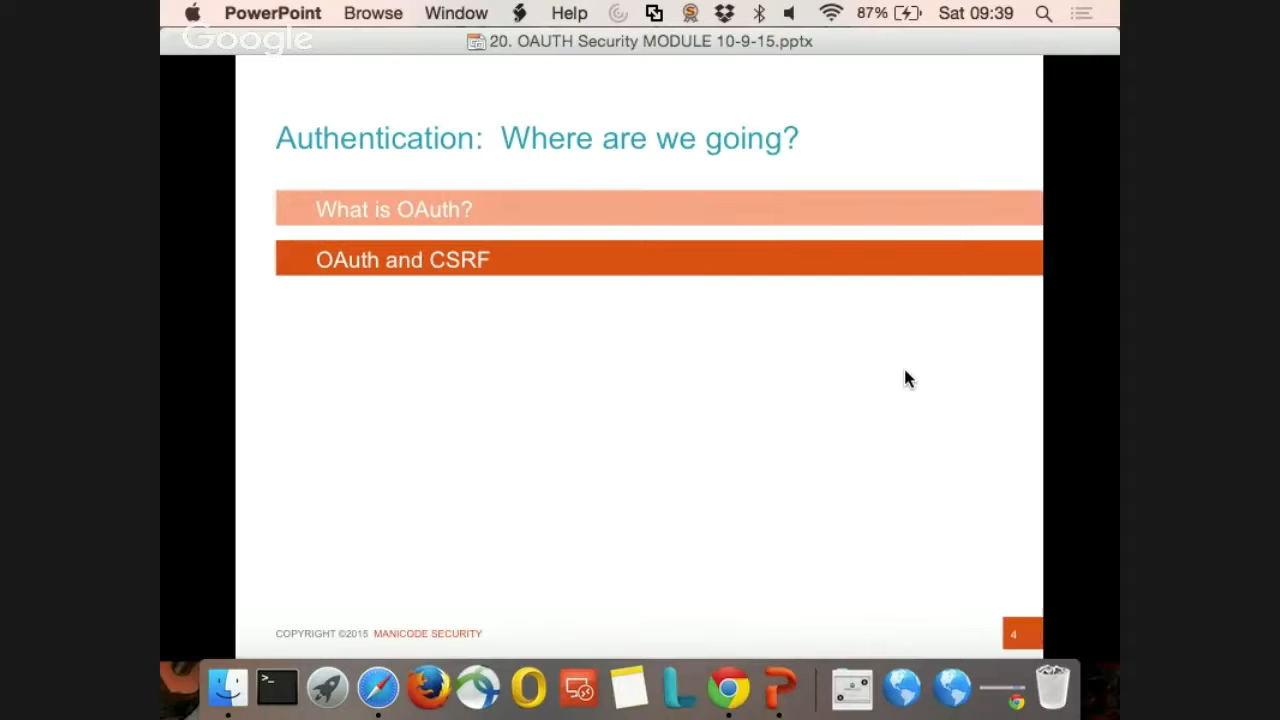 PowerPoint Browse Window Help 87% Sat 09:39
Google
20. OAUTH Security MODULE 10-9-15.pptx
Authentication: Where are we going?
What is OAuth?
OAuth and CSRF
COPYRIGHT ©2015 MANICODE SECURITY
4